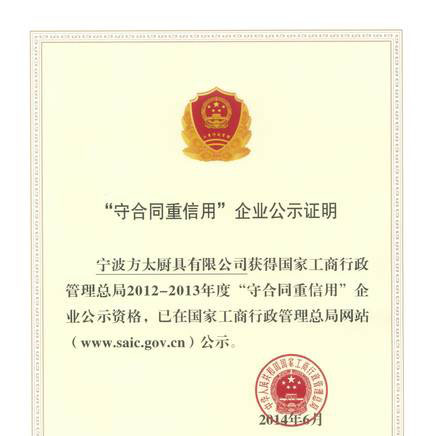 “守合同重信用”企业公示证明
宁波方太厨具有限公司获得国家工商行政
管理总局2012-2013年度“守合同重信用”企
业公示资格，已在国家工商行政管理总局网站
（www.saic.gov.cn）公示。
中华人民共和国国家工商行政管理总局
2014年6月